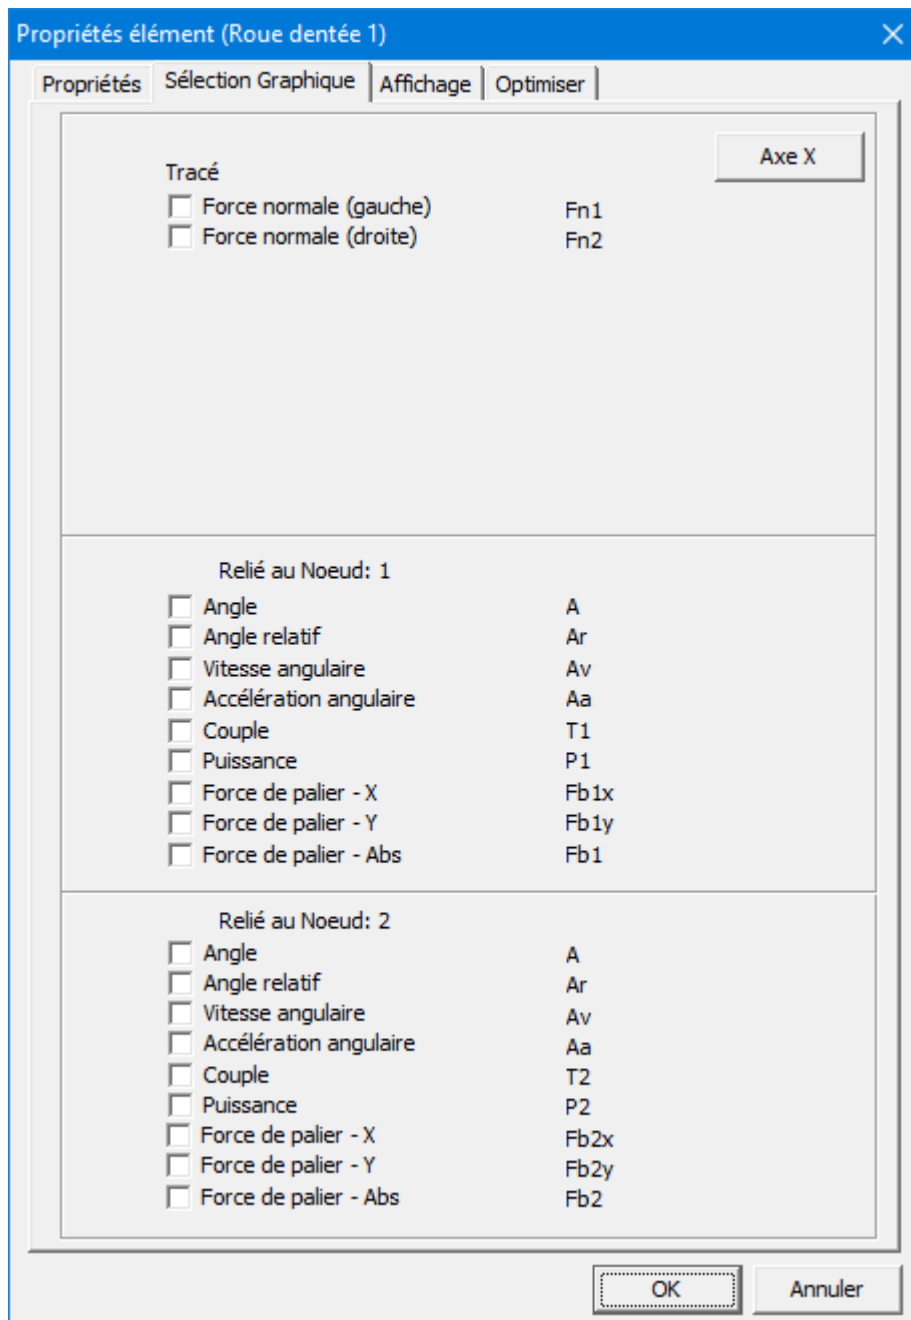 Propriétés élément (Roue dentée 1)
Propriétés Sélection Graphique Affichage Optimiser
Axe X
Tracé
Force normale (gauche) Fn1
Force normale (droite) Fn2
Relié au Noeud: 1
Angle A
Angle relatif Ar
Vitesse angulaire Av
Accélération angulaire Aa
Couple T1
Puissance P1
Force de palier - X Fb1x
Force de palier - Y Fb1y
Force de palier - Abs Fb1
Relié au Noeud: 2
Angle A
Angle relatif Ar
Vitesse angulaire Av
Accélération angulaire Aa
Couple T2
Puissance P2
Force de palier - X Fb2x
Force de palier - Y Fb2y
Force de palier - Abs Fb2
OK Annuler